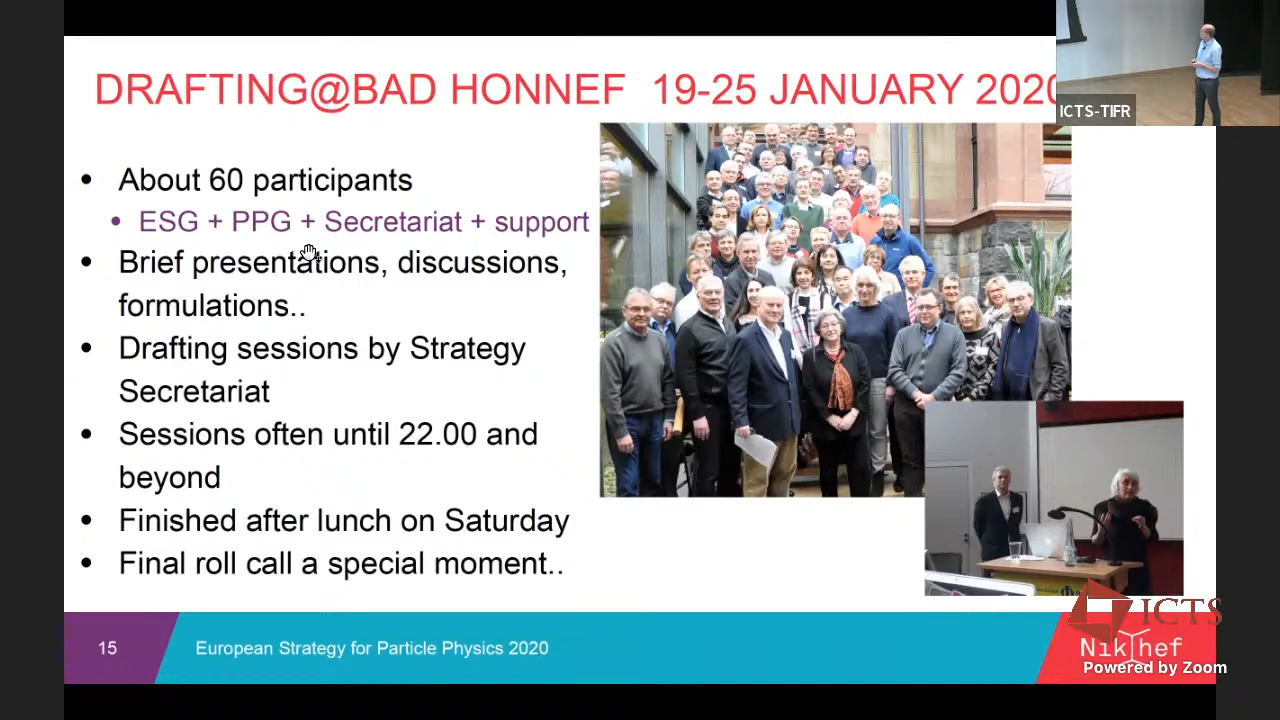 DRAFTING@BAD HONNEF 19-25 JANUARY 2020
ICTS-TIFR
• About 60 participants
• ESG + PPG + Secretariat + support
• Brief presentations, discussions,
formulations..
• Drafting sessions by Strategy
Secretariat
• Sessions often until 22.00 and
beyond
• Finished after lunch on Saturday
• Final roll call a special moment..
15
European Strategy for Particle Physics 2020
ICTS
Nikhef
Powered by Zoom